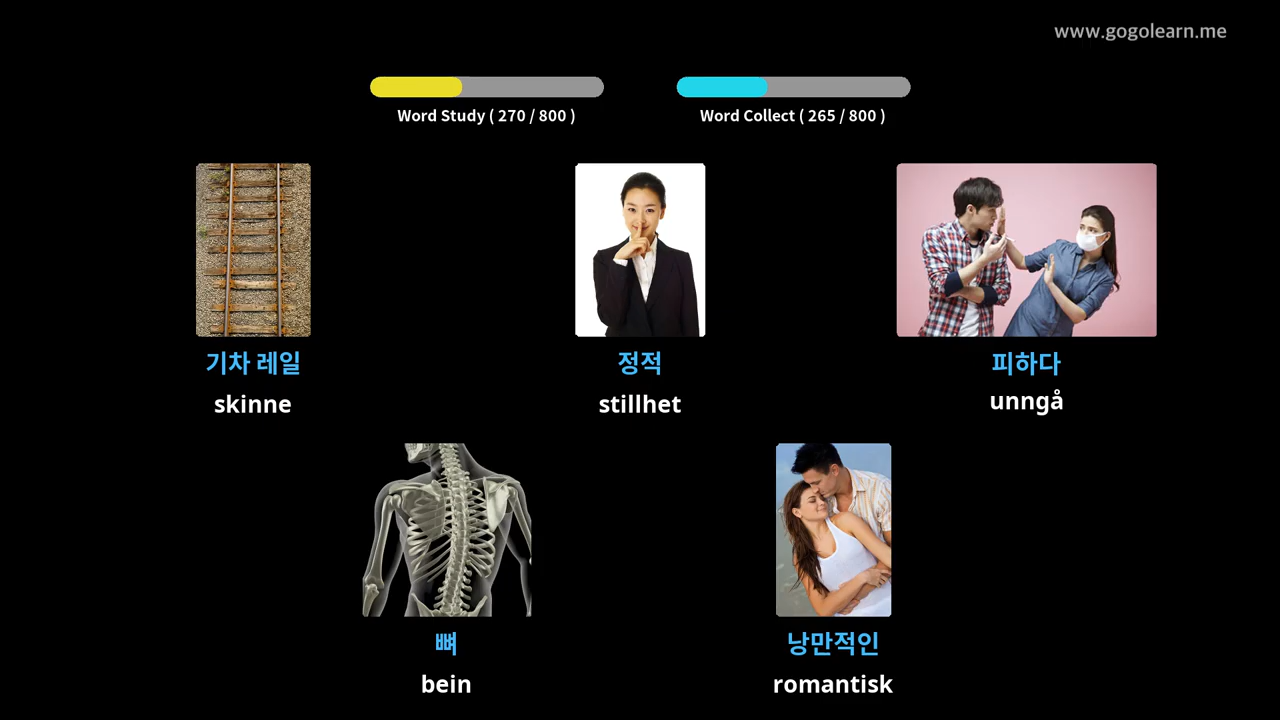 www.gogolearn.me
Word Study ( 270 / 800 )
Word Collect ( 265 / 800 )
기차 레일
정적
피하다
skinne
stillhet
unngå
뼈
낭만적인
bein
romantisk